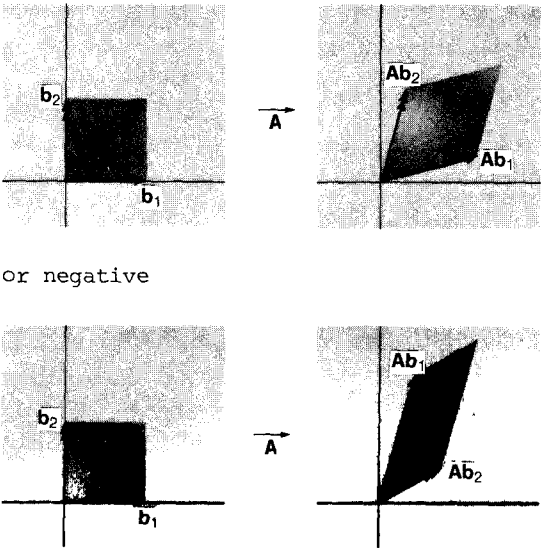 Ab₂
b₂
A
Ab₁
b₁
or negative
Ab₁
b₂
A
Ab₂
b₁